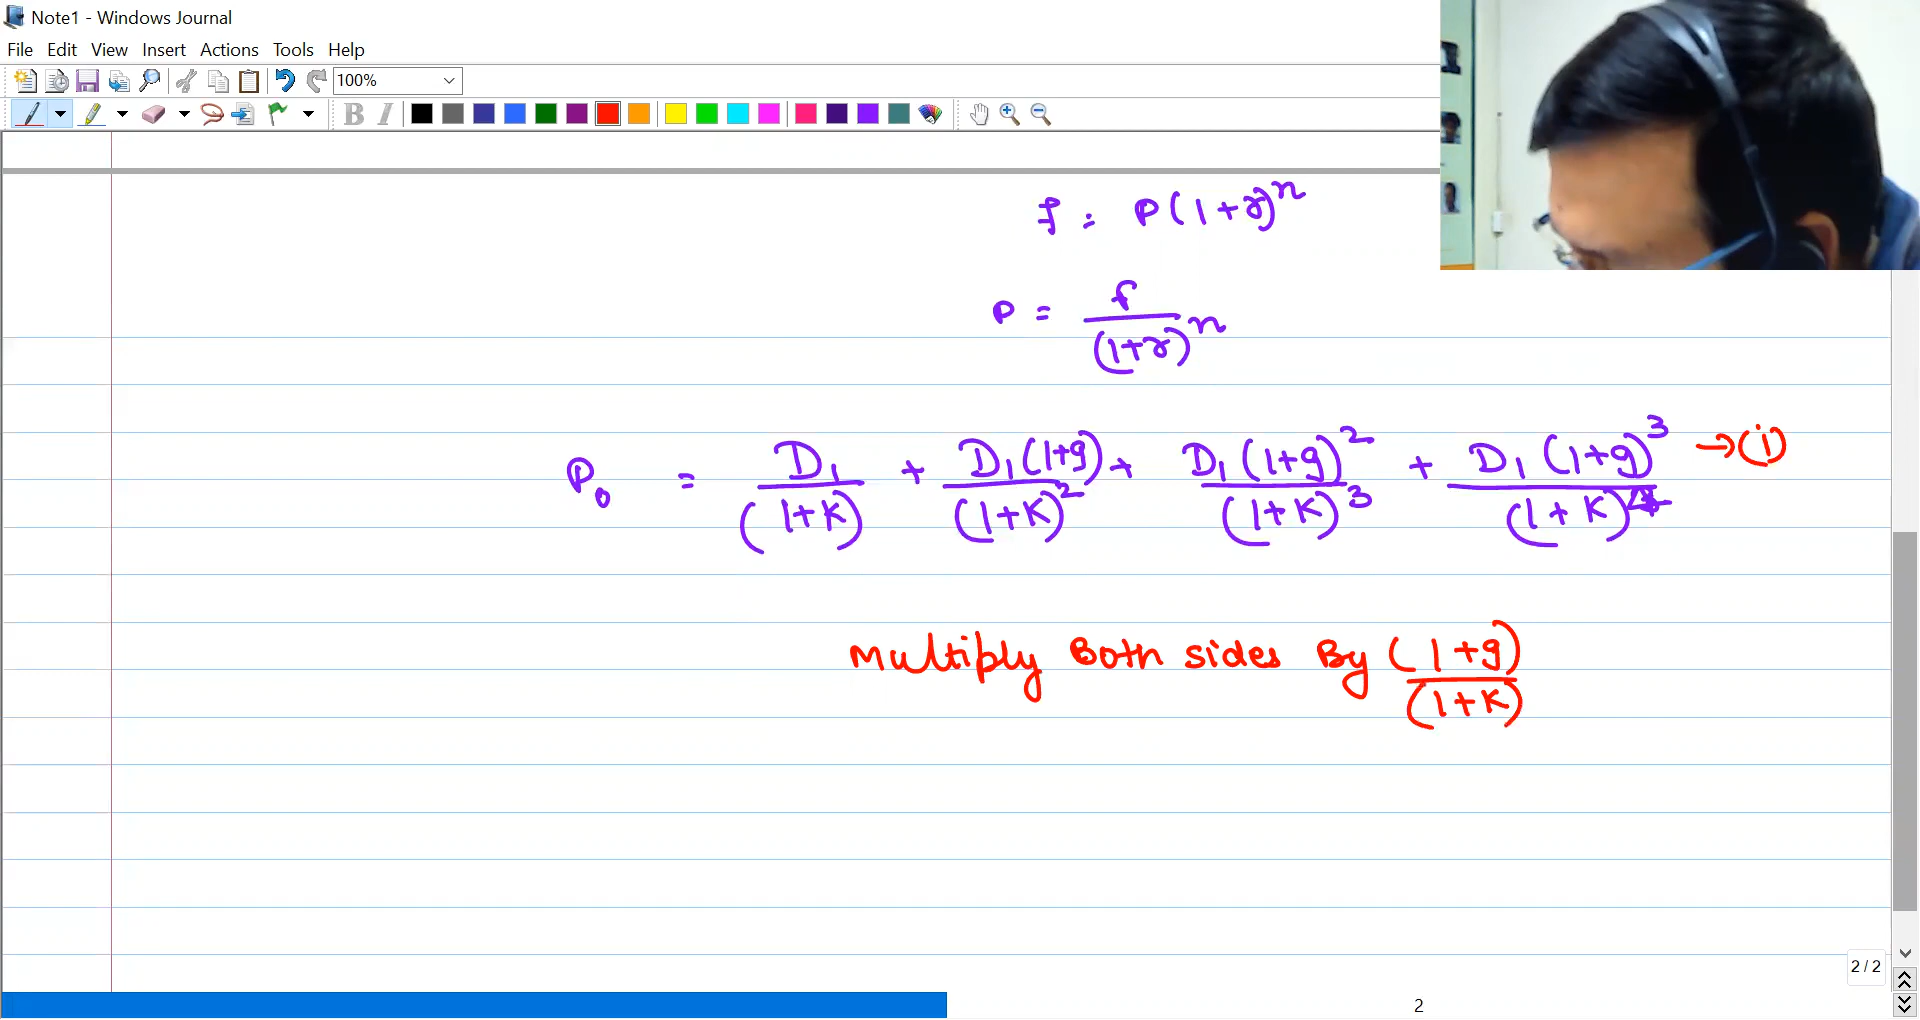 Note1 - Windows Journal
File Edit View Insert Actions Tools Help
100%
B I
f = P(1+r)^n
P = f/(1+r)^n
P₀ = D₁/(1+K) + D₁(1+g)/(1+K)² + D₁(1+g)²/(1+K)³ + D₁(1+g)³/(1+K)⁴ → (i)
Multiply Both sides By (1+g)/(1+K)
2 / 2
2